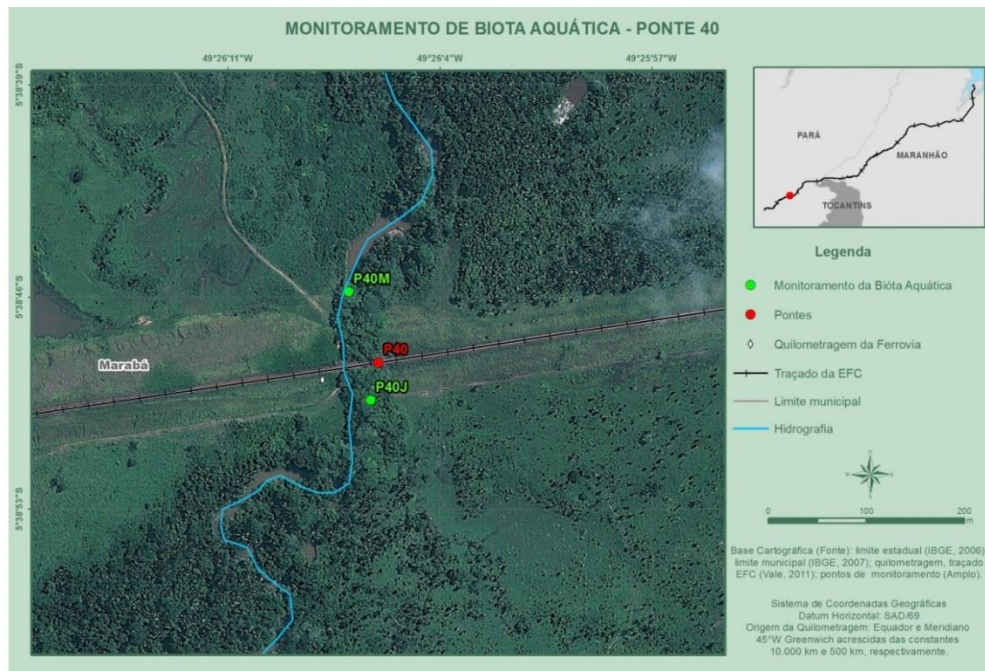 MONITORAMENTO DE BIOTA AQUÁTICA - PONTE 40
49°26'11"W
49°26'4"W
49°25'57"W
5°38'39"S
5°38'46"S
5°38'53"S
P40M
P40
P40J
Marabá
PARÁ
MARANHÃO
TOCANTINS
Legenda
Monitoramento da Bióta Aquática
Pontes
Quilometragem da Ferrovia
Traçado da EFC
Limite municipal
Hidrografia
0 100 200
m
Base Cartográfica (Fonte): limite estadual (IBGE, 2006)
limite municipal (IBGE, 2007); quilometragem, traçado
EFC (Vale, 2011); pontos de monitoramento (Amplo).
Sistema de Coordenadas Geográficas
Datum Horizontal: SAD/69
Origem da Quilometragem: Equador e Meridiano
45°W Greenwich acrescidas das constantes
10.000 km e 500 km, respectivamente.